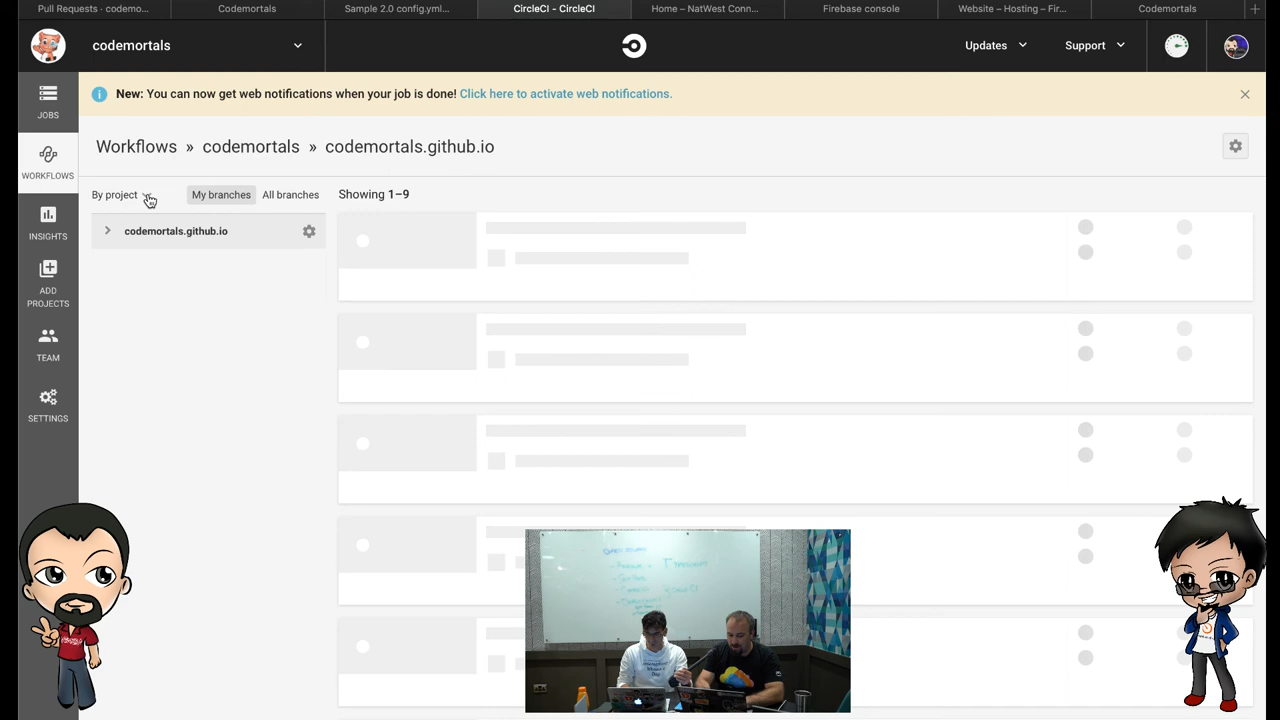 Pull Requests · codemo...
Codemortals
Sample 2.0 config.yml...
CircleCI - CircleCI
Home – NatWest Conn...
Firebase console
Website – Hosting – Fir...
Codemortals
codemortals
Updates
Support
New: You can now get web notifications when your job is done! Click here to activate web notifications.
JOBS
WORKFLOWS
INSIGHTS
ADD
PROJECTS
TEAM
SETTINGS
Workflows » codemortals » codemortals.github.io
By project
My branches
All branches
Showing 1–9
codemortals.github.io